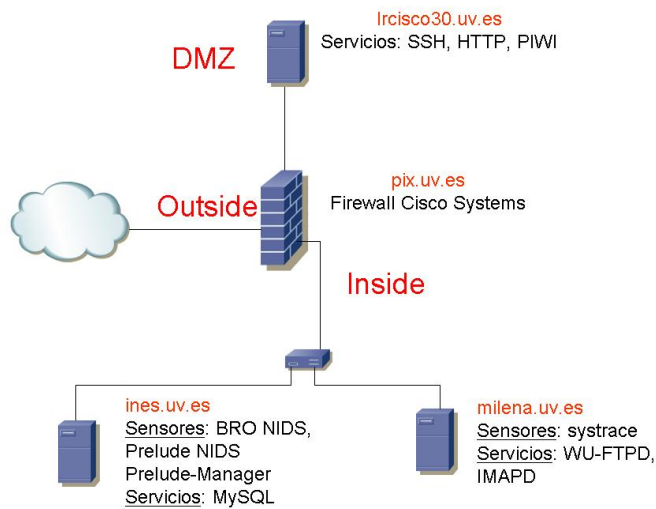 lrcisco30.uv.es
Servicios: SSH, HTTP, PIWI
DMZ
pix.uv.es
Firewall Cisco Systems
Outside
Inside
ines.uv.es
Sensores: BRO NIDS,
Prelude NIDS
Prelude-Manager
Servicios: MySQL
milena.uv.es
Sensores: systrace
Servicios: WU-FTPD,
IMAPD